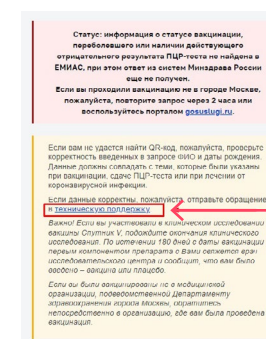 Статус: информация о статусе вакцинации,
переболевшего или наличии действующего
отрицательного результата ПЦР-теста не найдена в
ЕМИАС, при этом ответ из систем Минздрава России
еще не получен.
Если вы проходили вакцинацию не в городе Москве,
пожалуйста, повторите запрос через 2 часа или
воспользуйтесь порталом gosuslugi.ru.
Если вам не удается найти QR-код, пожалуйста, проверьте
корректность введенных в запросе ФИО и даты рождения.
Данные должны совпадать с теми, которые были указаны
при вакцинации, сдаче ПЦР-теста или при лечении от
коронавирусной инфекции.
Если данные корректны, пожалуйста, отправьте обращение
в техническую поддержку
Важно! Если вы участвовали в клиническом исследовании
вакцины Спутник V, подождите окончания клинического
исследования. По истечении 180 дней с даты вакцинации
первым компонентом препарата с Вами свяжется врач
исследовательского центра и сообщит, что вам было
введено – вакцина или плацебо.
Если вы были вакцинированы не в медицинской
организации, подведомственной Департаменту
здравоохранения города Москвы, обратитесь
непосредственно в организацию, где вам была проведена
вакцинация.